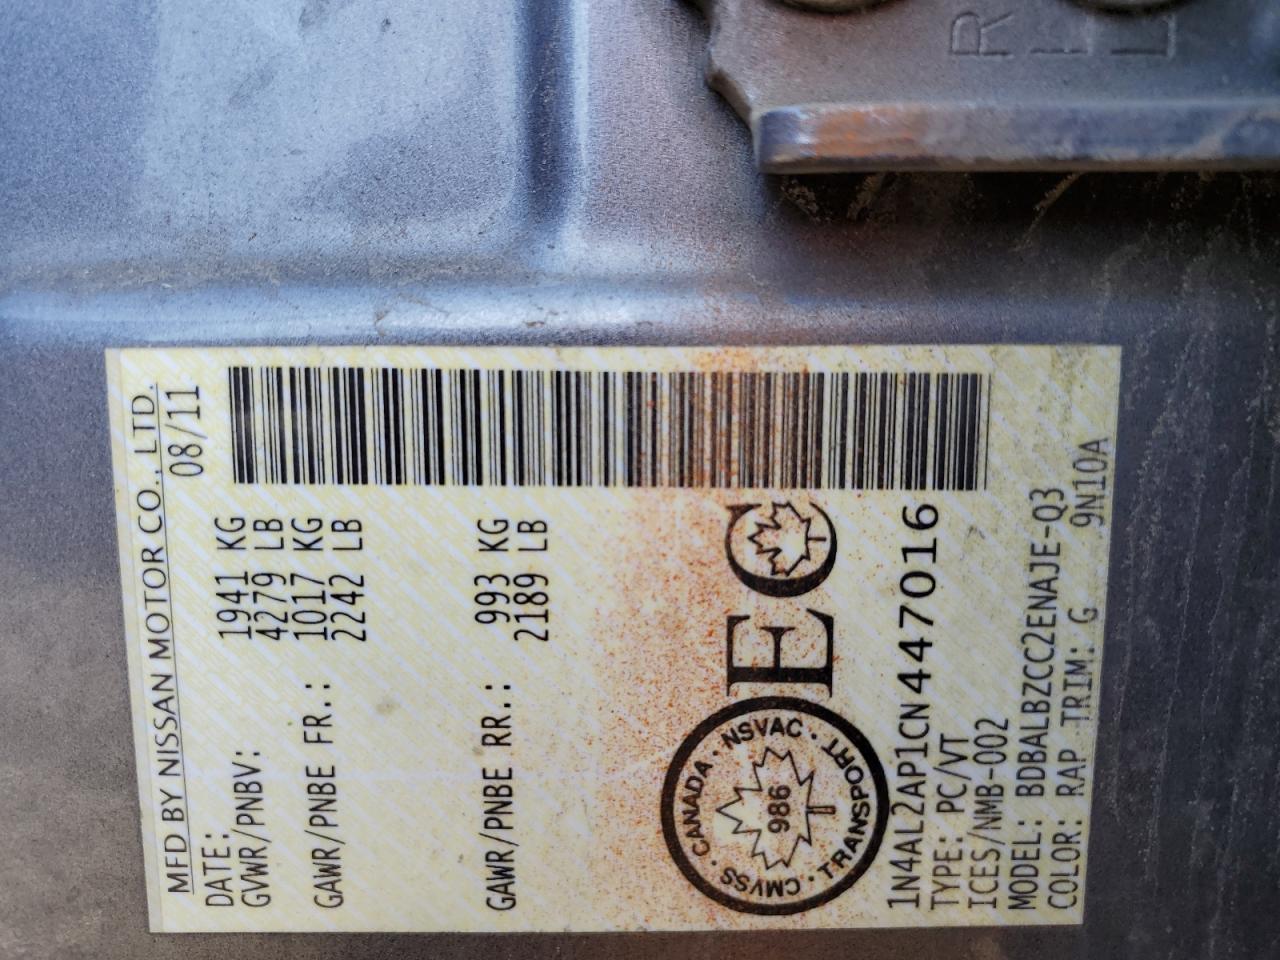 MFD BY NISSAN MOTOR CO., LTD.
DATE: 08/11
GVWR/PNBV: 1941 KG
4279 LB
GAWR/PNBE FR.: 1017 KG
2242 LB
GAWR/PNBE RR.: 993 KG
2189 LB
CANADA · NSVAC · TRANSPORT · CMVSS ·
986
EC
1N4AL2AP1CN447016
TYPE: PC/VT
ICES/NMB-002
MODEL: BDBALBZCC2ENAJE-Q3
COLOR: RAP TRIM: G 9N10A